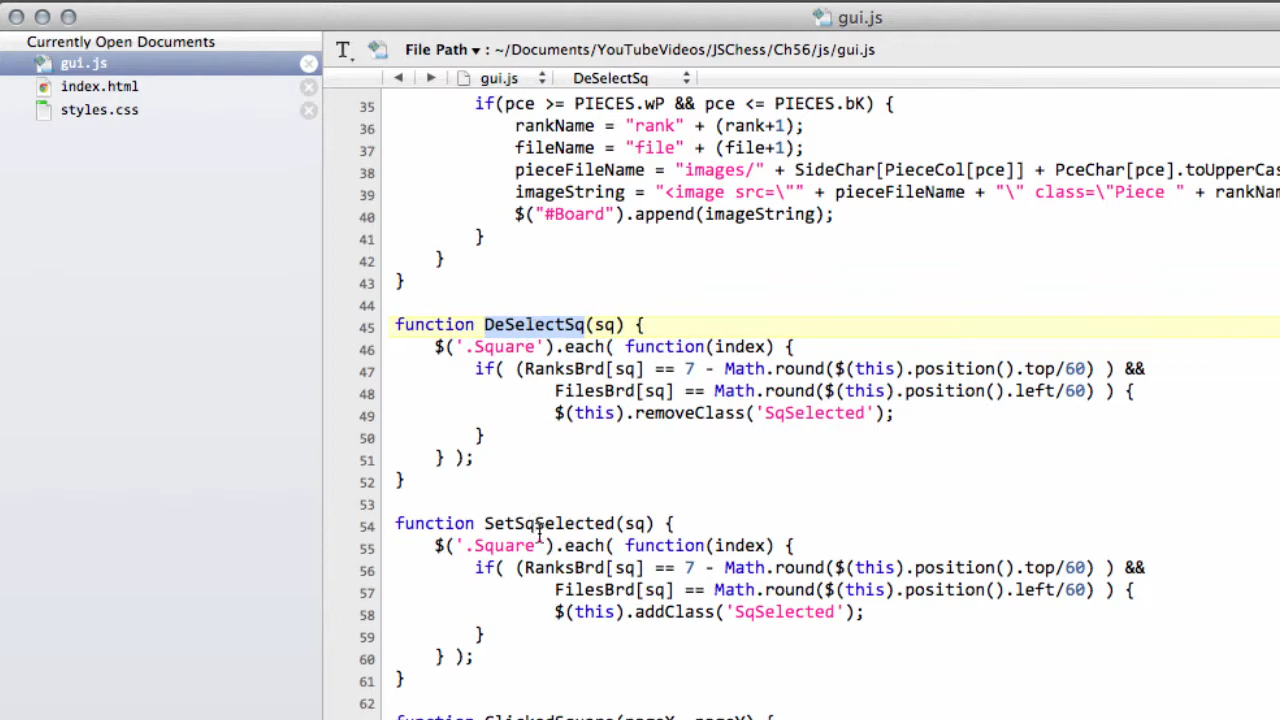 gui.js
Currently Open Documents
gui.js
index.html
styles.css
File Path ▾ : ~/Documents/YouTubeVideos/JSChess/Ch56/js/gui.js
gui.js DeSelectSq
35 if(pce >= PIECES.wP && pce <= PIECES.bK) {
36 rankName = "rank" + (rank+1);
37 fileName = "file" + (file+1);
38 pieceFileName = "images/" + SideChar[PieceCol[pce]] + PceChar[pce].toUpperCas
39 imageString = "<image src=\"" + pieceFileName + "\" class=\"Piece " + rankNam
40 $("#Board").append(imageString);
41 }
42 }
43 }
44
45 function DeSelectSq(sq) {
46 $('.Square').each( function(index) {
47 if( (RanksBrd[sq] == 7 - Math.round($(this).position().top/60) ) &&
48 FilesBrd[sq] == Math.round($(this).position().left/60) ) {
49 $(this).removeClass('SqSelected');
50 }
51 } );
52 }
53
54 function SetSqSelected(sq) {
55 $('.Square').each( function(index) {
56 if( (RanksBrd[sq] == 7 - Math.round($(this).position().top/60) ) &&
57 FilesBrd[sq] == Math.round($(this).position().left/60) ) {
58 $(this).addClass('SqSelected');
59 }
60 } );
61 }
62
function ClickedSquare(pageX, pageY) {